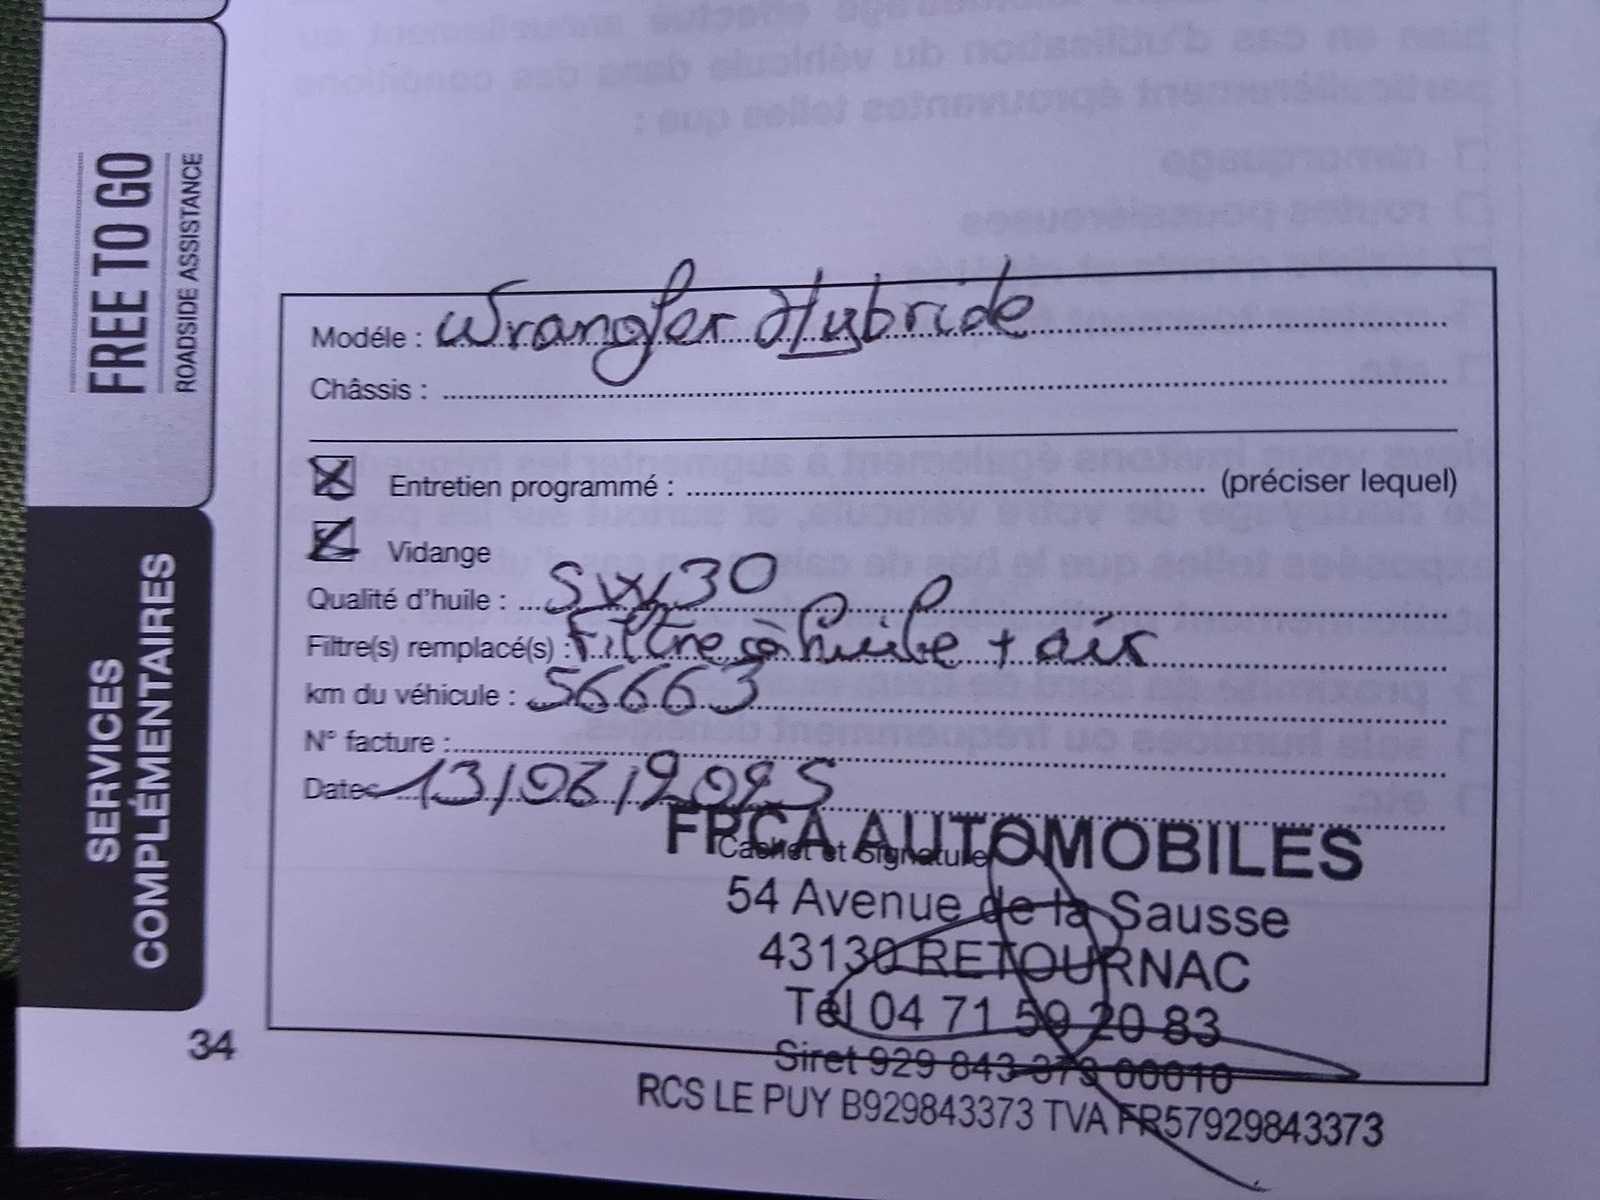 FREE TO GO
ROADSIDE ASSISTANCE
SERVICES
COMPLÉMENTAIRES
Modéle : Wrangler Hybride
Châssis :
Entretien programmé : (préciser lequel)
Vidange
Qualité d'huile : 5W30
Filtre(s) remplacé(s) : Filtre à huile + air
km du véhicule : 56663
N° facture :
Date 13/06/2025
Cachet et Signature
FRCA AUTOMOBILES
54 Avenue de la Sausse
43130 RETOURNAC
Tél 04 71 59 20 83
Siret 929 843 373 00010
RCS LE PUY B929843373 TVA FR57929843373
34